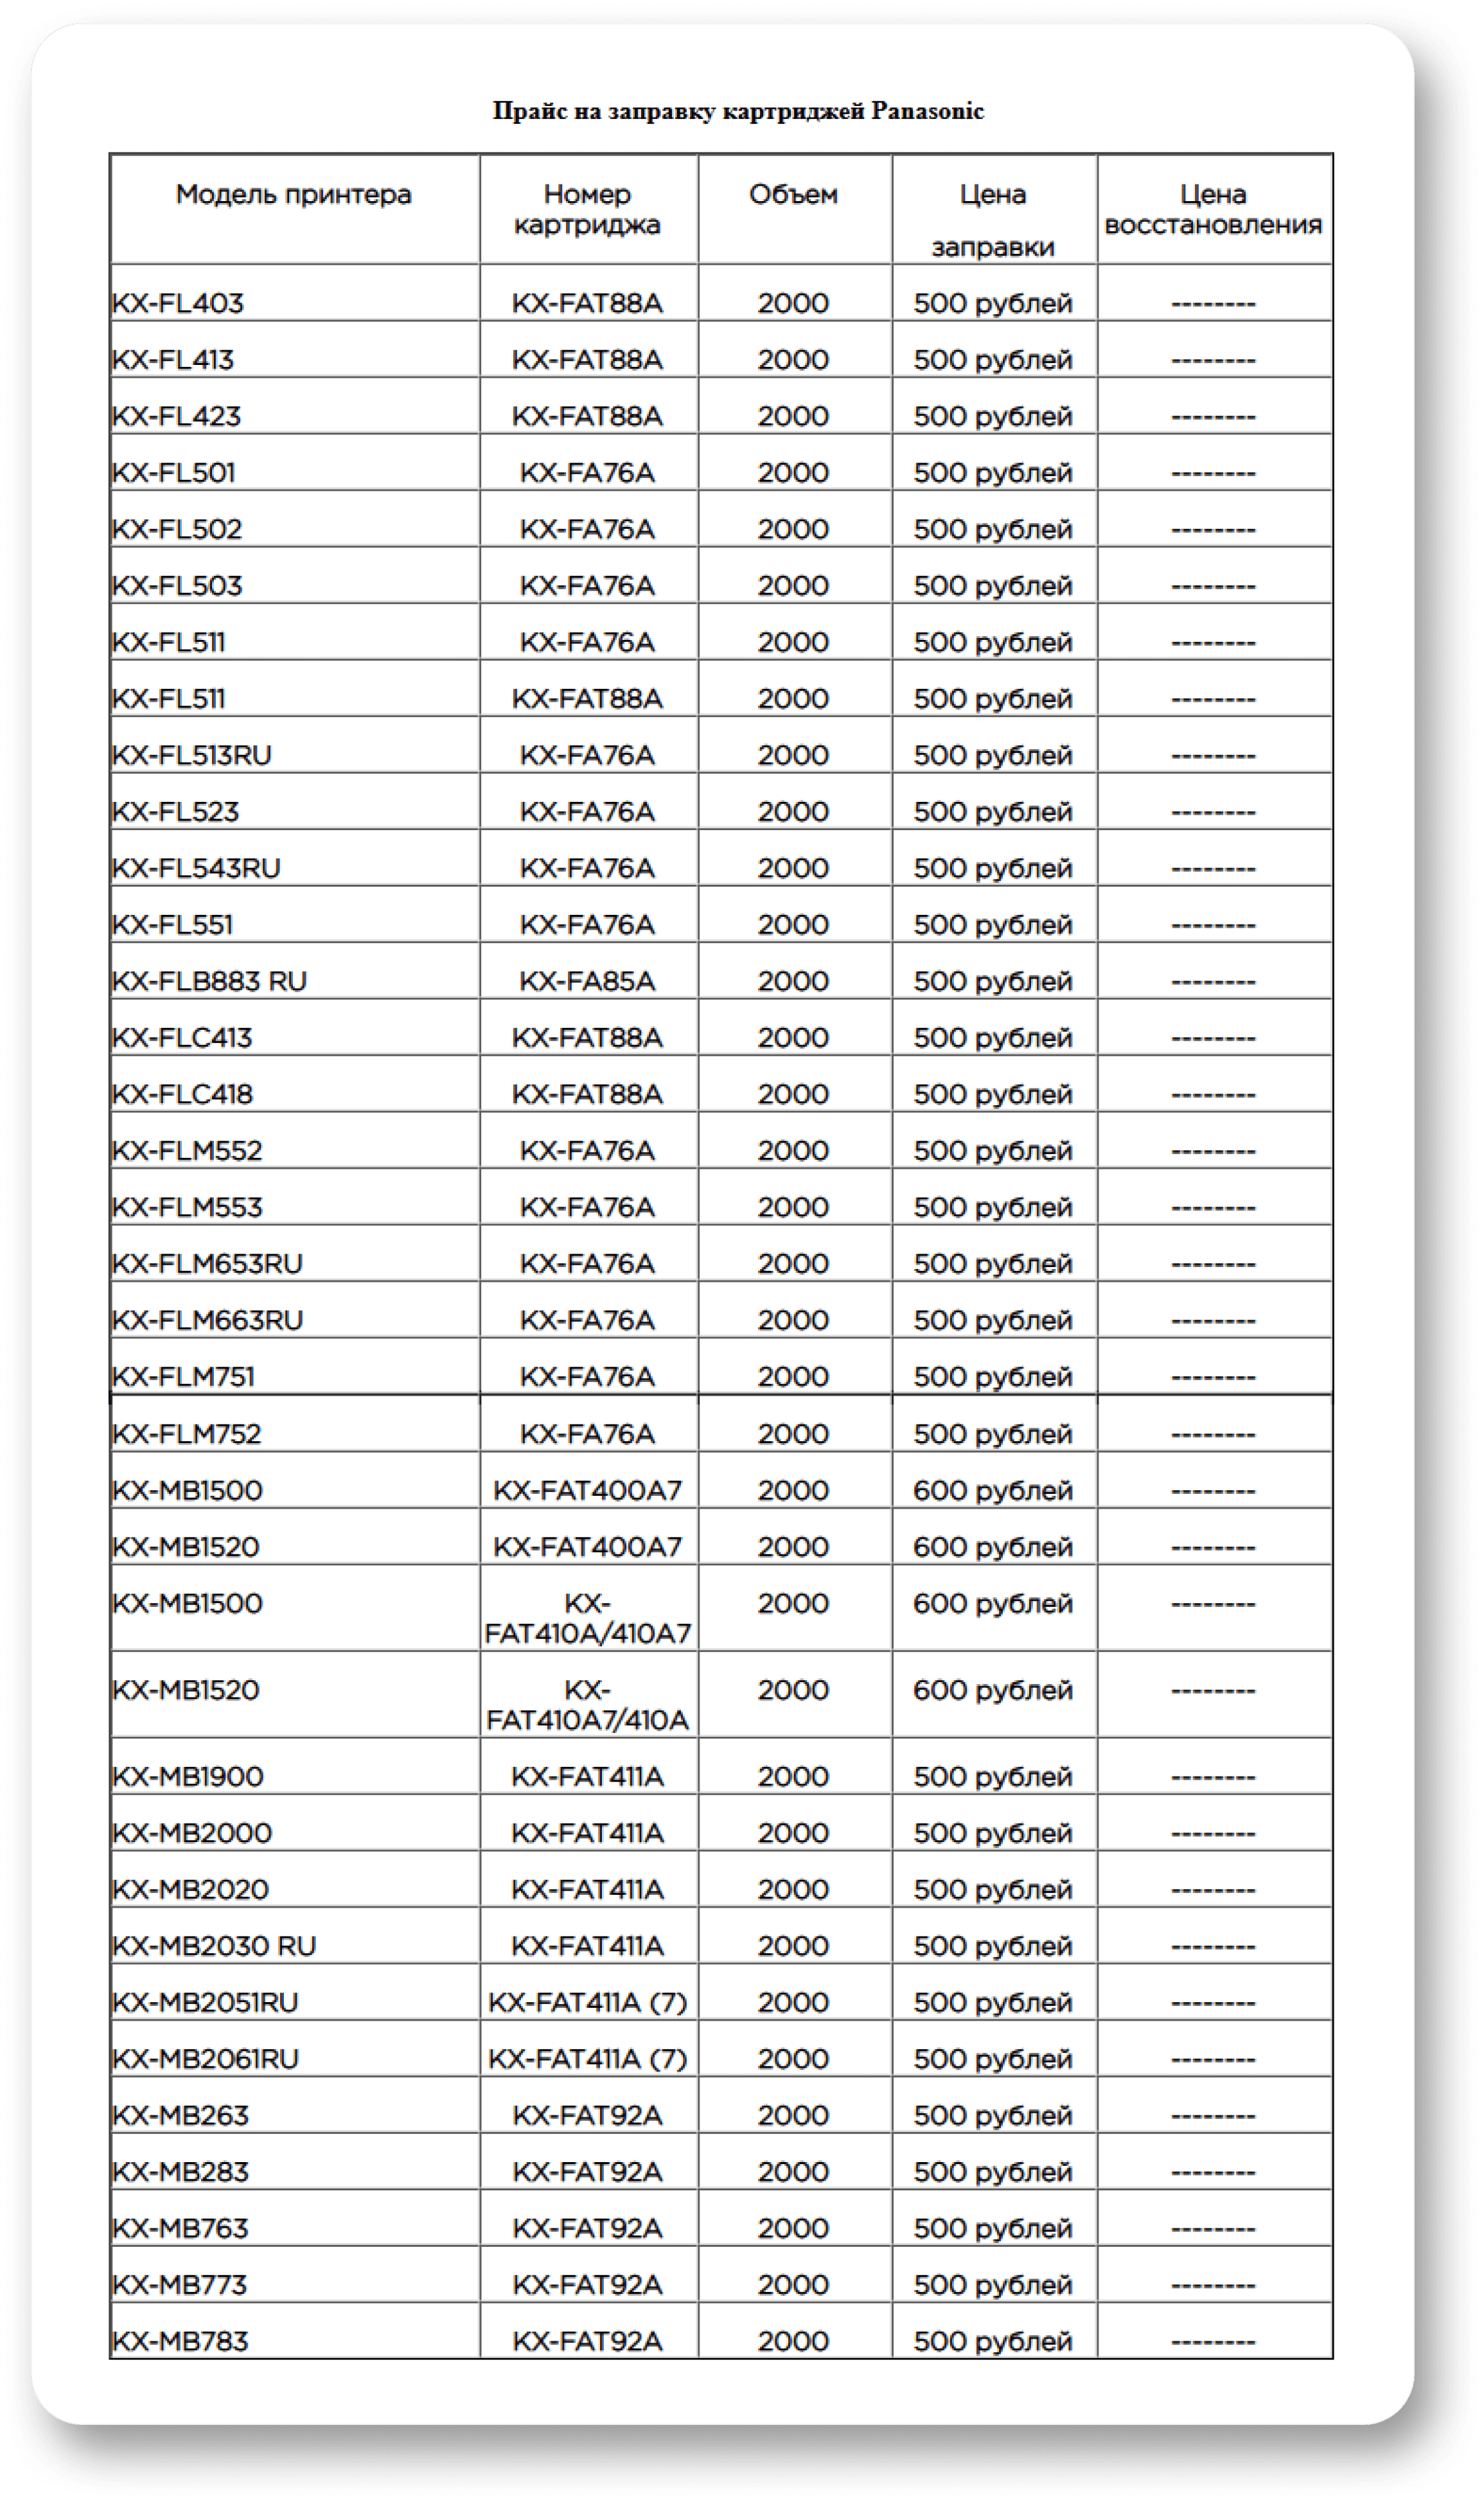 Прайс на заправку картриджей Panasonic
Модель принтера Номер картриджа Объем Цена заправки Цена восстановления
KX-FL403 KX-FAT88A 2000 500 рублей --------
KX-FL413 KX-FAT88A 2000 500 рублей --------
KX-FL423 KX-FAT88A 2000 500 рублей --------
KX-FL501 KX-FA76A 2000 500 рублей --------
KX-FL502 KX-FA76A 2000 500 рублей --------
KX-FL503 KX-FA76A 2000 500 рублей --------
KX-FL511 KX-FA76A 2000 500 рублей --------
KX-FL511 KX-FAT88A 2000 500 рублей --------
KX-FL513RU KX-FA76A 2000 500 рублей --------
KX-FL523 KX-FA76A 2000 500 рублей --------
KX-FL543RU KX-FA76A 2000 500 рублей --------
KX-FL551 KX-FA76A 2000 500 рублей --------
KX-FLB883 RU KX-FA85A 2000 500 рублей --------
KX-FLC413 KX-FAT88A 2000 500 рублей --------
KX-FLC418 KX-FAT88A 2000 500 рублей --------
KX-FLM552 KX-FA76A 2000 500 рублей --------
KX-FLM553 KX-FA76A 2000 500 рублей --------
KX-FLM653RU KX-FA76A 2000 500 рублей --------
KX-FLM663RU KX-FA76A 2000 500 рублей --------
KX-FLM751 KX-FA76A 2000 500 рублей --------
KX-FLM752 KX-FA76A 2000 500 рублей --------
KX-MB1500 KX-FAT400A7 2000 600 рублей --------
KX-MB1520 KX-FAT400A7 2000 600 рублей --------
KX-MB1500 KX-FAT410A/410A7 2000 600 рублей --------
KX-MB1520 KX-FAT410A7/410A 2000 600 рублей --------
KX-MB1900 KX-FAT411A 2000 500 рублей --------
KX-MB2000 KX-FAT411A 2000 500 рублей --------
KX-MB2020 KX-FAT411A 2000 500 рублей --------
KX-MB2030 RU KX-FAT411A 2000 500 рублей --------
KX-MB2051RU KX-FAT411A (7) 2000 500 рублей --------
KX-MB2061RU KX-FAT411A (7) 2000 500 рублей --------
KX-MB263 KX-FAT92A 2000 500 рублей --------
KX-MB283 KX-FAT92A 2000 500 рублей --------
KX-MB763 KX-FAT92A 2000 500 рублей --------
KX-MB773 KX-FAT92A 2000 500 рублей --------
KX-MB783 KX-FAT92A 2000 500 рублей --------